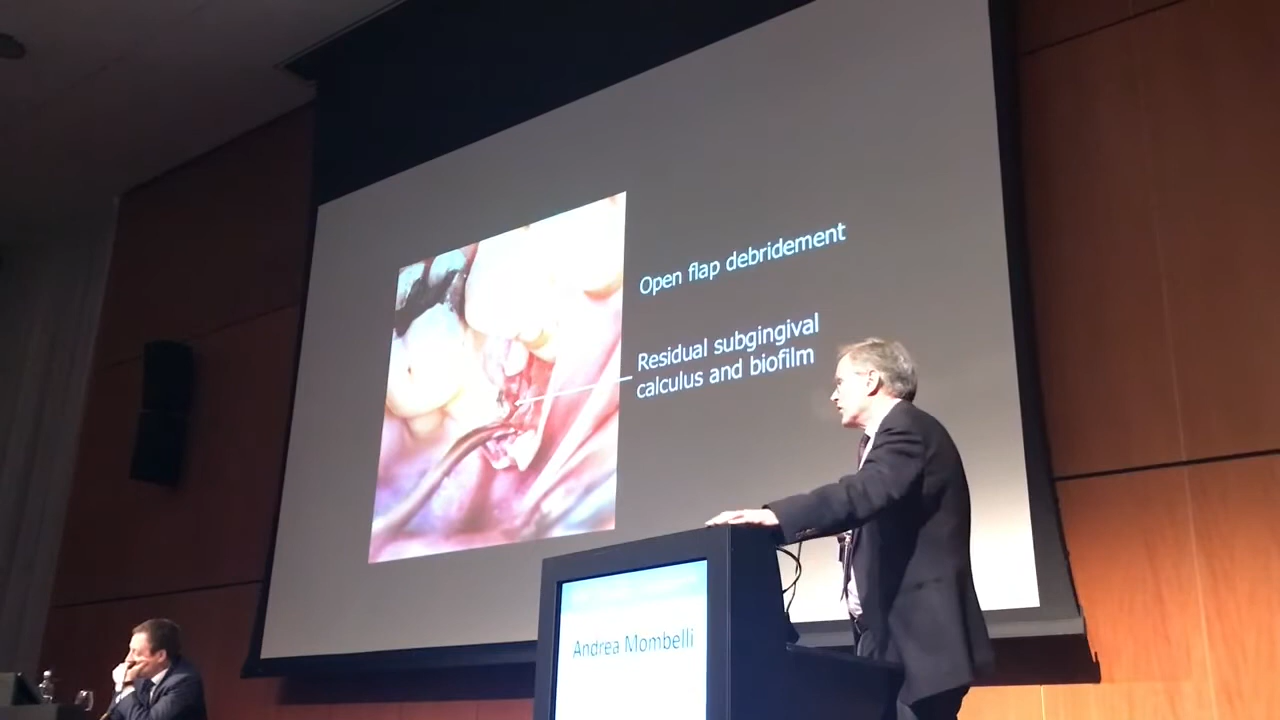 Open flap debridement
Residual subgingival
calculus and biofilm
Andrea Mombelli